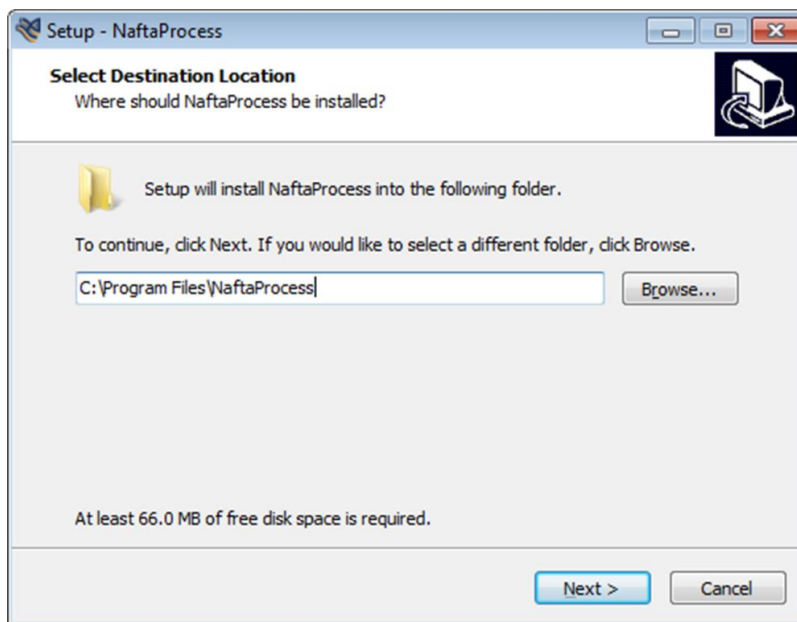 Setup - NaftaProcess
Select Destination Location
Where should NaftaProcess be installed?
Setup will install NaftaProcess into the following folder.
To continue, click Next. If you would like to select a different folder, click Browse.
C:\Program Files\NaftaProcess
Browse...
At least 66.0 MB of free disk space is required.
Next >
Cancel